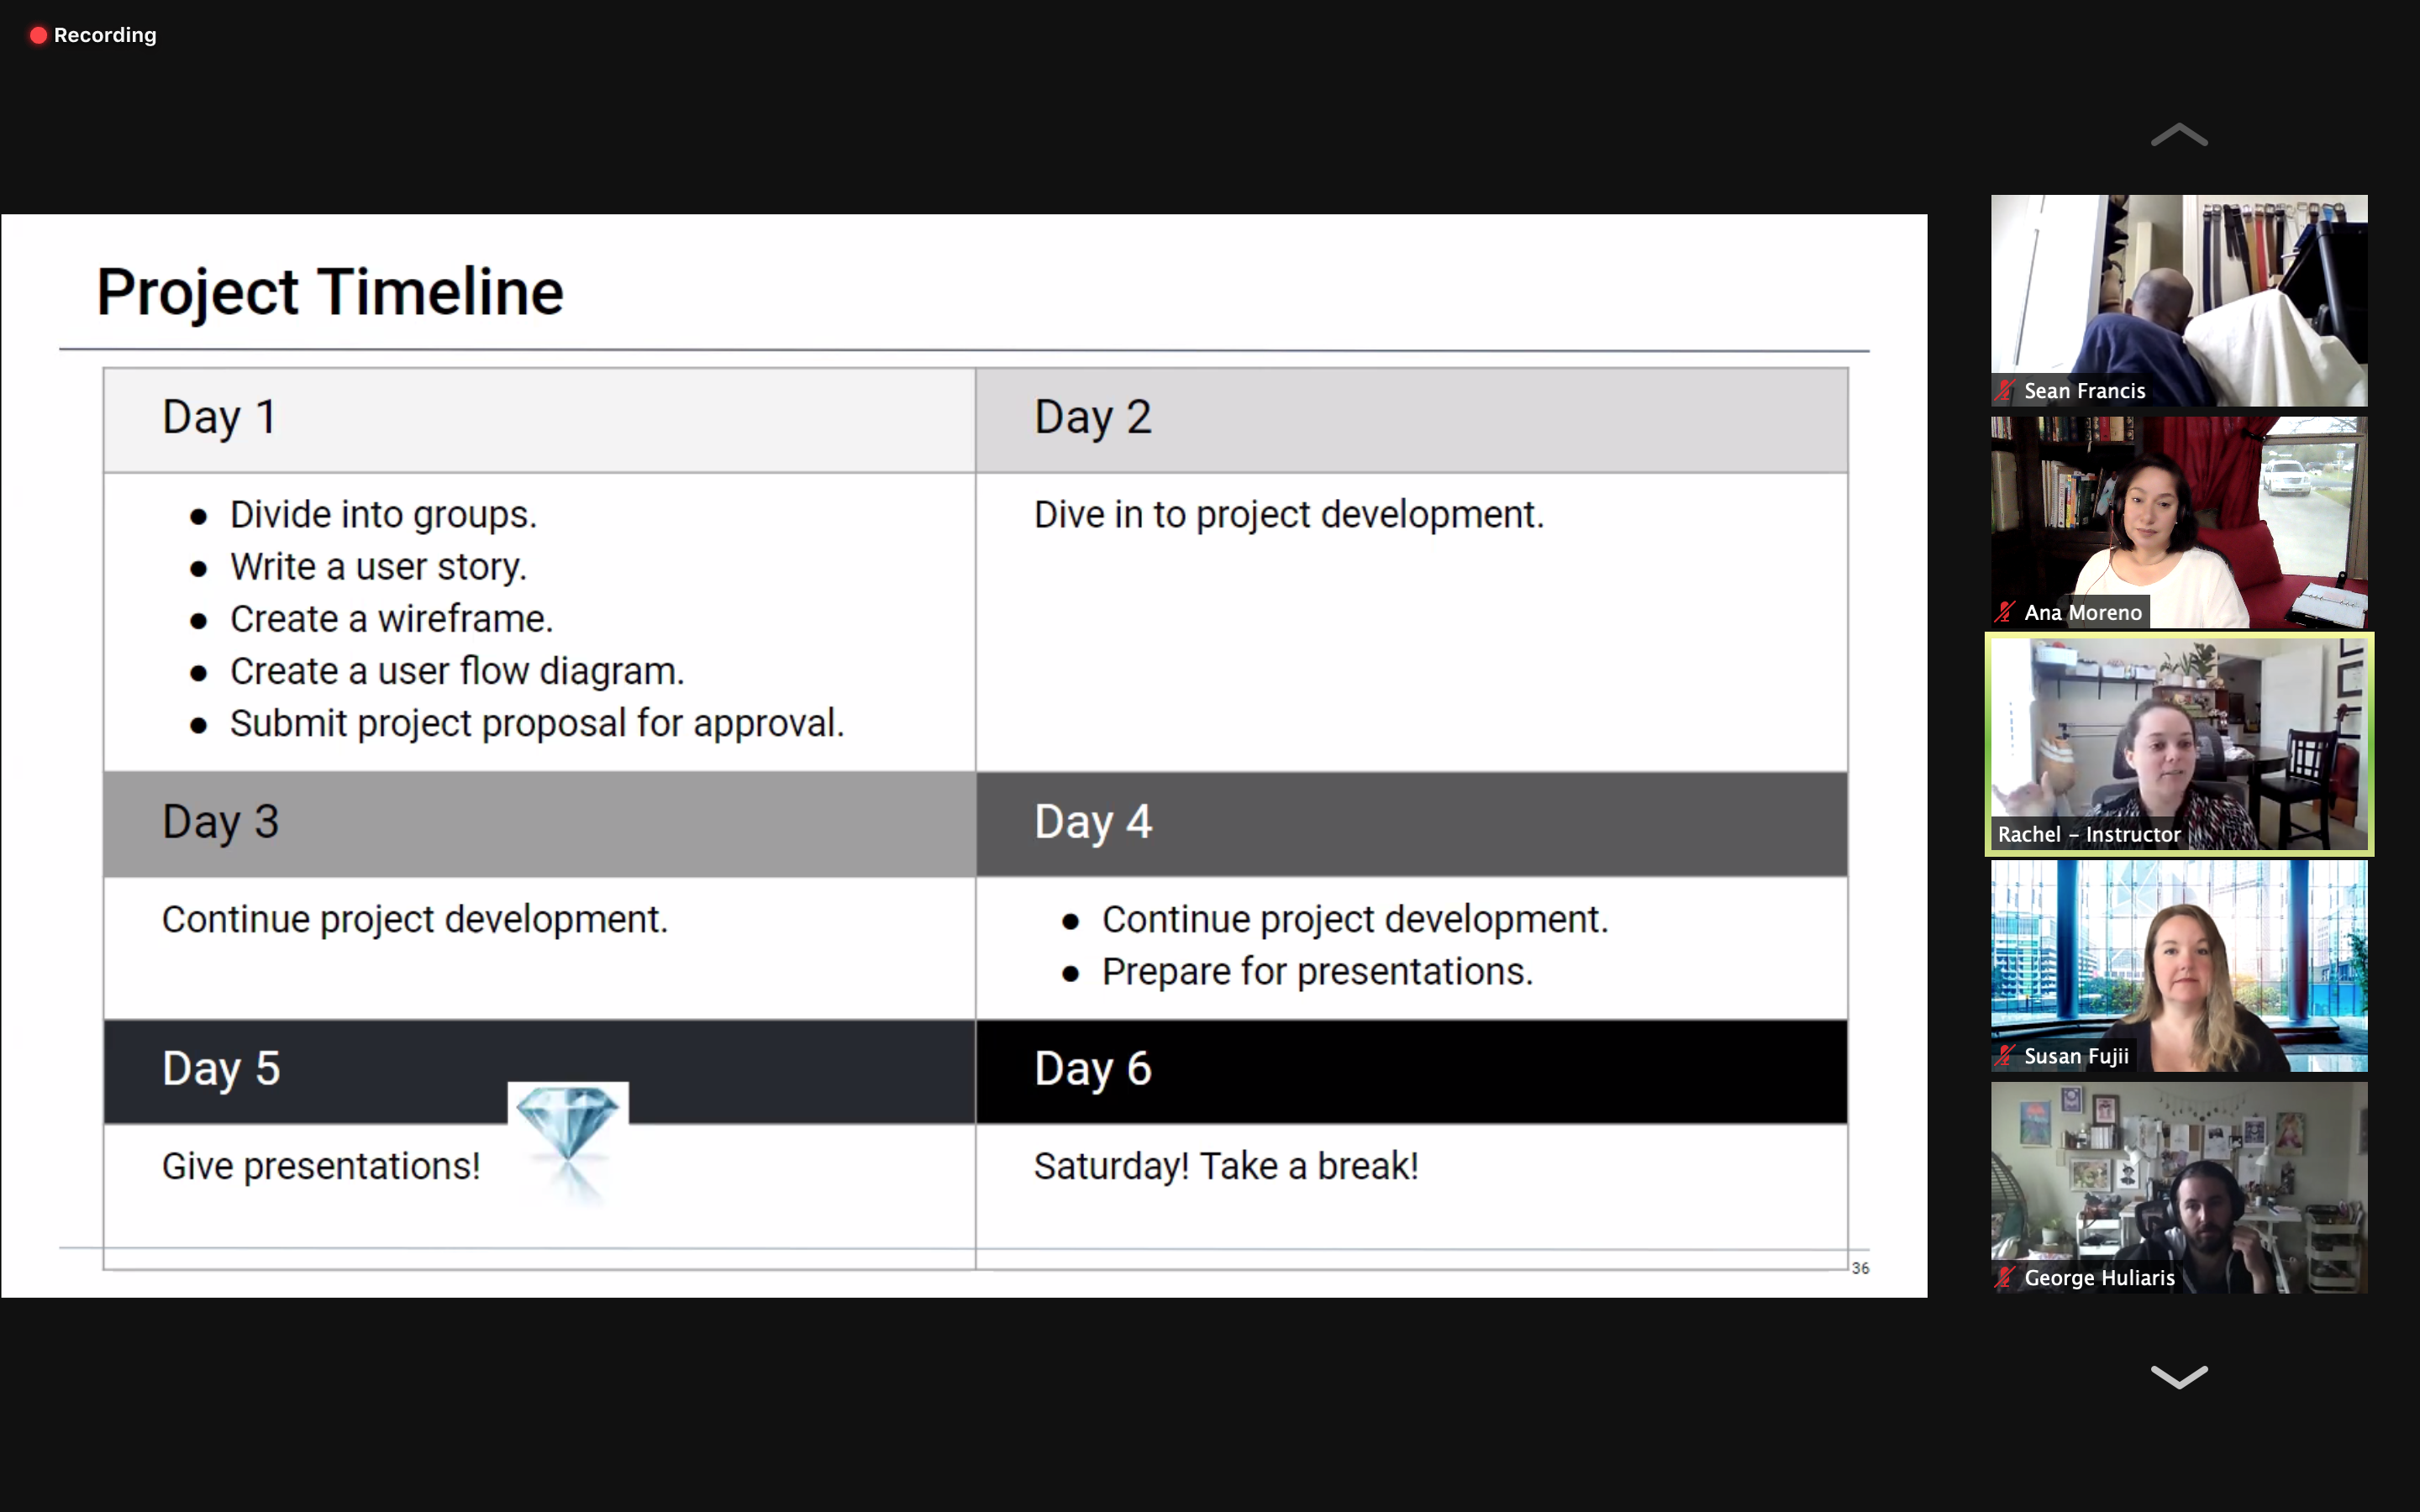 Recording
Project Timeline
Day 1
Day 2
● Divide into groups.
● Write a user story.
● Create a wireframe.
● Create a user flow diagram.
● Submit project proposal for approval.
Dive in to project development.
Day 3
Day 4
Continue project development.
● Continue project development.
● Prepare for presentations.
Day 5
Day 6
Give presentations!
Saturday! Take a break!
36
Sean Francis
Ana Moreno
Rachel – Instructor
Susan Fujii
George Huliaris